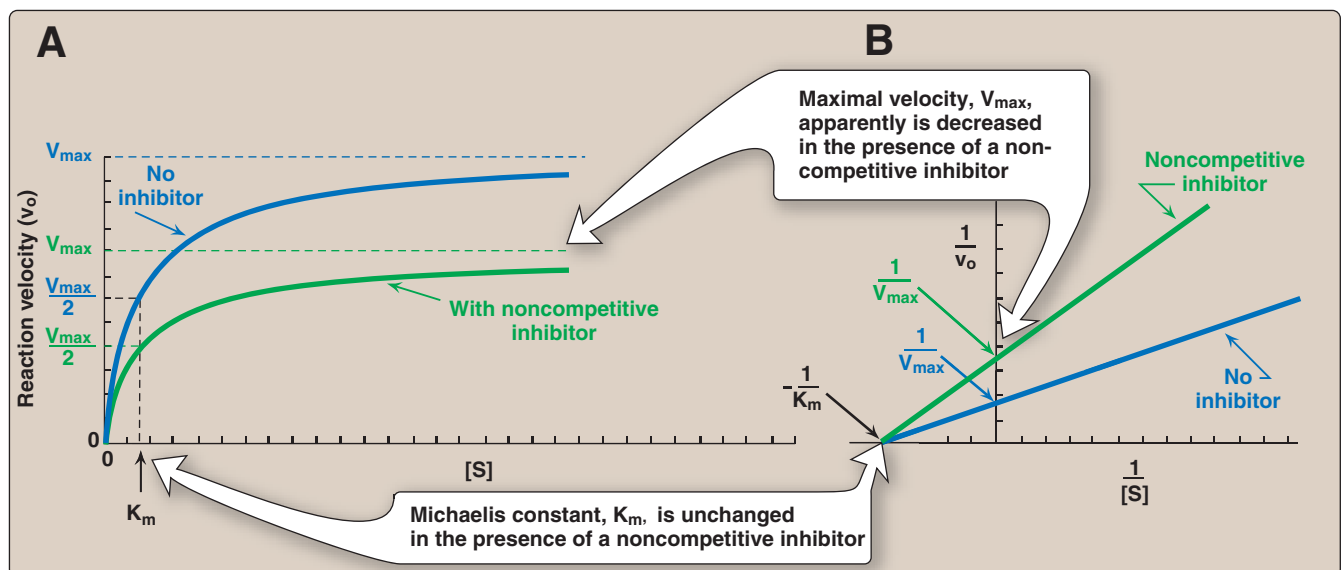 A
B
Maximal velocity, Vmax,
apparently is decreased
in the presence of a non-
competitive inhibitor
Reaction velocity (vo)
Vmax
No
inhibitor
Vmax
Vmax
2
Vmax
2
With noncompetitive
inhibitor
0
0
[S]
Km
Noncompetitive
inhibitor
1
vo
1
Vmax
1
Vmax
- 1
Km
No
inhibitor
1
[S]
Michaelis constant, Km, is unchanged
in the presence of a noncompetitive inhibitor